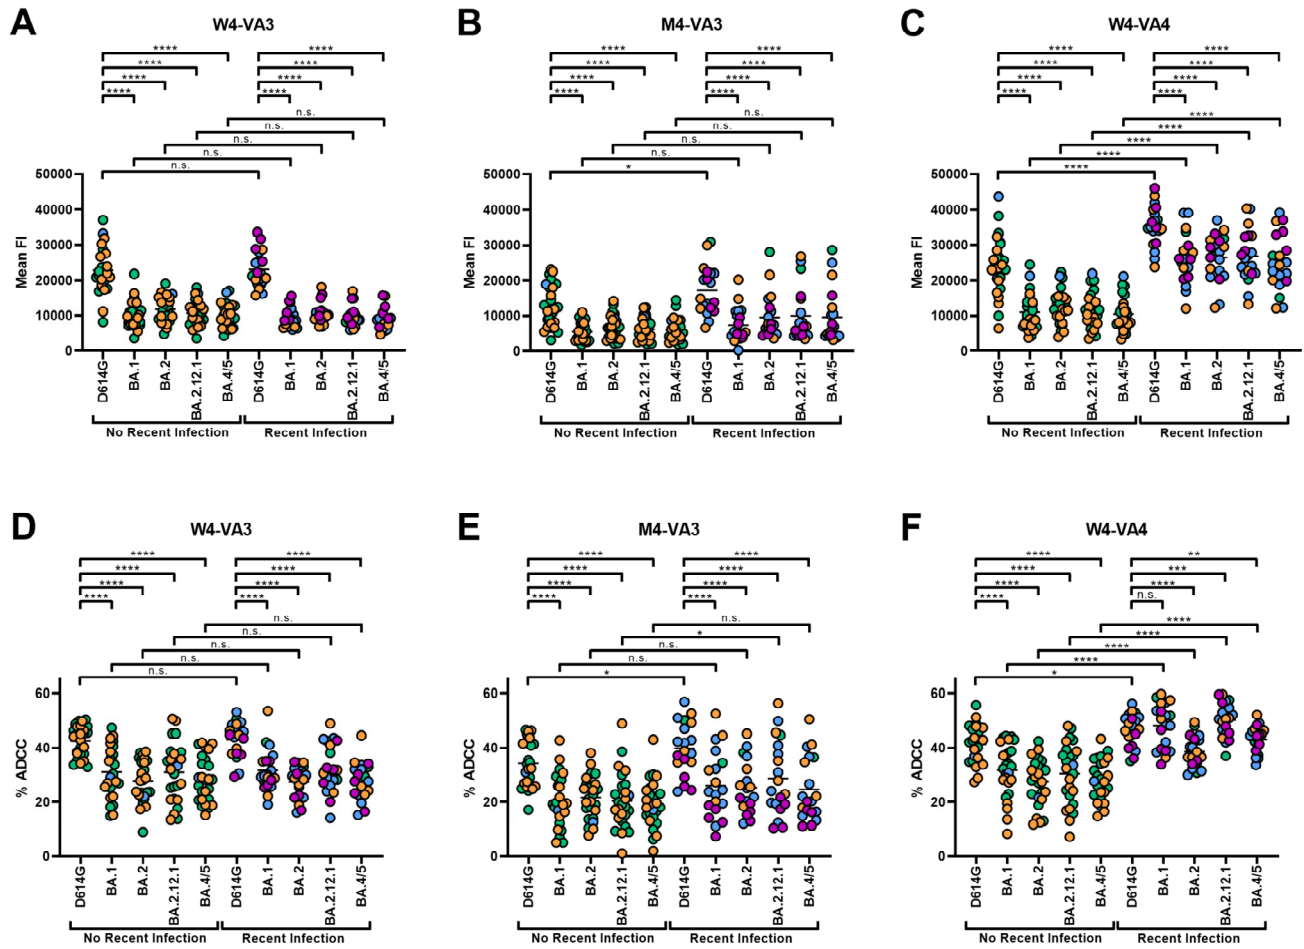 A W4-VA3
**** ****
**** ****
**** ****
**** ****
n.s.
n.s.
n.s.
n.s.
n.s.
Mean FI
50000
40000
30000
20000
10000
0
D614G BA.1 BA.2 BA.2.12.1 BA.4/5 D614G BA.1 BA.2 BA.2.12.1 BA.4/5
No Recent Infection Recent Infection
B M4-VA3
**** ****
**** ****
**** ****
**** ****
n.s.
n.s.
n.s.
n.s.
*
Mean FI
50000
40000
30000
20000
10000
0
D614G BA.1 BA.2 BA.2.12.1 BA.4/5 D614G BA.1 BA.2 BA.2.12.1 BA.4/5
No Recent Infection Recent Infection
C W4-VA4
**** ****
**** ****
**** ****
**** ****
****
****
****
****
****
Mean FI
50000
40000
30000
20000
10000
0
D614G BA.1 BA.2 BA.2.12.1 BA.4/5 D614G BA.1 BA.2 BA.2.12.1 BA.4/5
No Recent Infection Recent Infection
D W4-VA3
**** ****
**** ****
**** ****
**** ****
n.s.
n.s.
n.s.
n.s.
n.s.
% ADCC
60
40
20
0
D614G BA.1 BA.2 BA.2.12.1 BA.4/5 D614G BA.1 BA.2 BA.2.12.1 BA.4/5
No Recent Infection Recent Infection
E M4-VA3
**** ****
**** ****
**** ****
**** ****
n.s.
*
n.s.
n.s.
*
% ADCC
60
40
20
0
D614G BA.1 BA.2 BA.2.12.1 BA.4/5 D614G BA.1 BA.2 BA.2.12.1 BA.4/5
No Recent Infection Recent Infection
F W4-VA4
**** **
**** ***
**** ****
**** n.s.
****
****
****
****
*
% ADCC
60
40
20
0
D614G BA.1 BA.2 BA.2.12.1 BA.4/5 D614G BA.1 BA.2 BA.2.12.1 BA.4/5
No Recent Infection Recent Infection